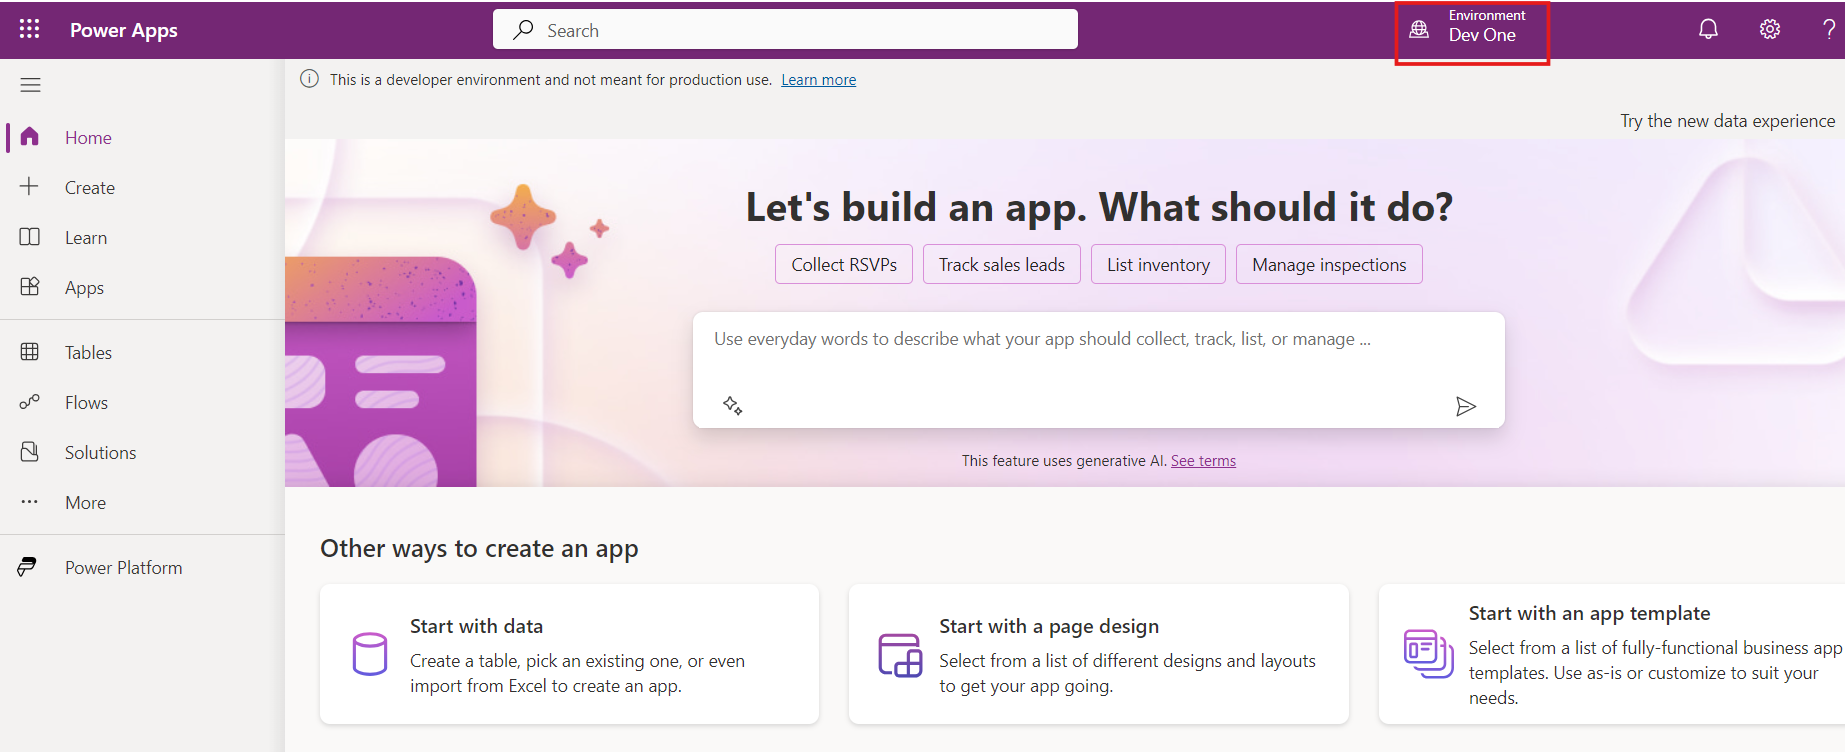 Power Apps
Search
Environment
Dev One
?
This is a developer environment and not meant for production use. Learn more
Try the new data experience
Home
Create
Learn
Apps
Tables
Flows
Solutions
More
Power Platform
Let's build an app. What should it do?
Collect RSVPs
Track sales leads
List inventory
Manage inspections
Use everyday words to describe what your app should collect, track, list, or manage ...
This feature uses generative AI. See terms
Other ways to create an app
Start with data
Create a table, pick an existing one, or even
import from Excel to create an app.
Start with a page design
Select from a list of different designs and layouts
to get your app going.
Start with an app template
Select from a list of fully-functional business app
templates. Use as-is or customize to suit your
needs.